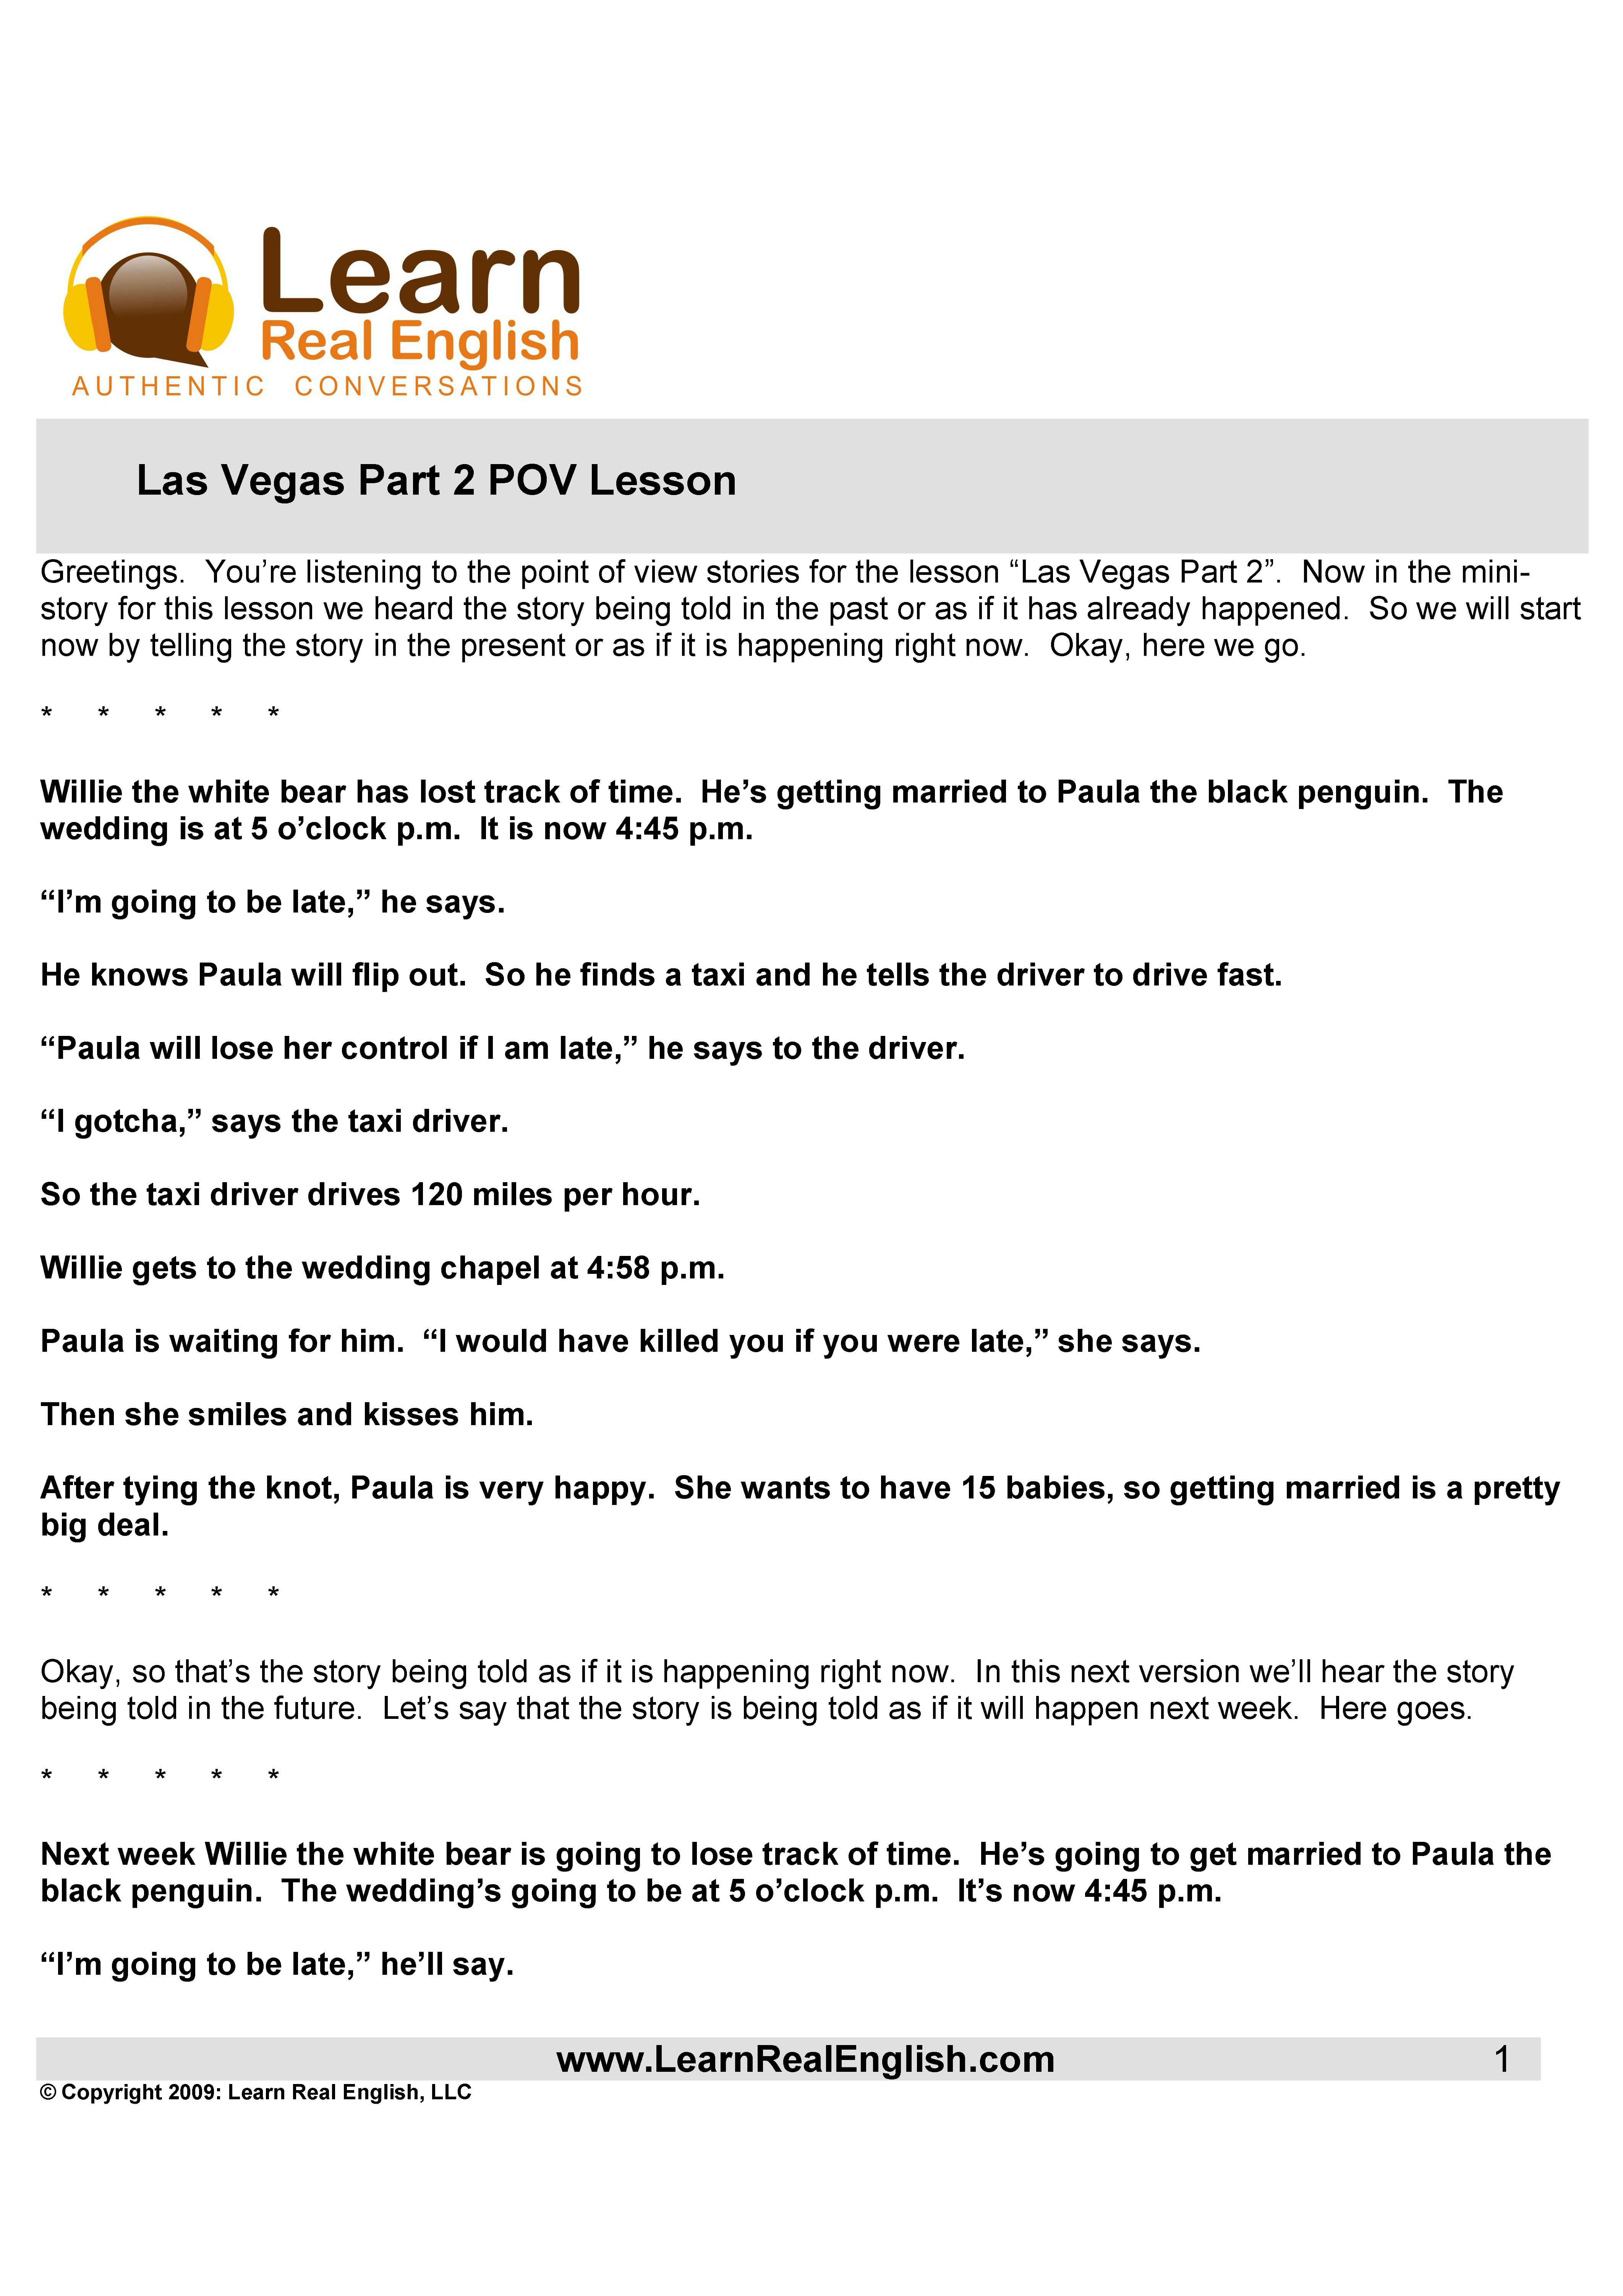 Learn
Real English
AUTHENTIC CONVERSATIONS
Las Vegas Part 2 POV Lesson
Greetings.  You’re listening to the point of view stories for the lesson “Las Vegas Part 2”.  Now in the mini-
story for this lesson we heard the story being told in the past or as if it has already happened.  So we will start
now by telling the story in the present or as if it is happening right now.  Okay, here we go.
* * * * *
Willie the white bear has lost track of time.  He’s getting married to Paula the black penguin.  The
wedding is at 5 o’clock p.m.  It is now 4:45 p.m.
“I’m going to be late,” he says.
He knows Paula will flip out.  So he finds a taxi and he tells the driver to drive fast.
“Paula will lose her control if I am late,” he says to the driver.
“I gotcha,” says the taxi driver.
So the taxi driver drives 120 miles per hour.
Willie gets to the wedding chapel at 4:58 p.m.
Paula is waiting for him.  “I would have killed you if you were late,” she says.
Then she smiles and kisses him.
After tying the knot, Paula is very happy.  She wants to have 15 babies, so getting married is a pretty
big deal.
* * * * *
Okay, so that’s the story being told as if it is happening right now.  In this next version we’ll hear the story
being told in the future.  Let’s say that the story is being told as if it will happen next week.  Here goes.
* * * * *
Next week Willie the white bear is going to lose track of time.  He’s going to get married to Paula the
black penguin.  The wedding’s going to be at 5 o’clock p.m.  It’s now 4:45 p.m.
“I’m going to be late,” he’ll say.
www.LearnRealEnglish.com 1
© Copyright 2009: Learn Real English, LLC